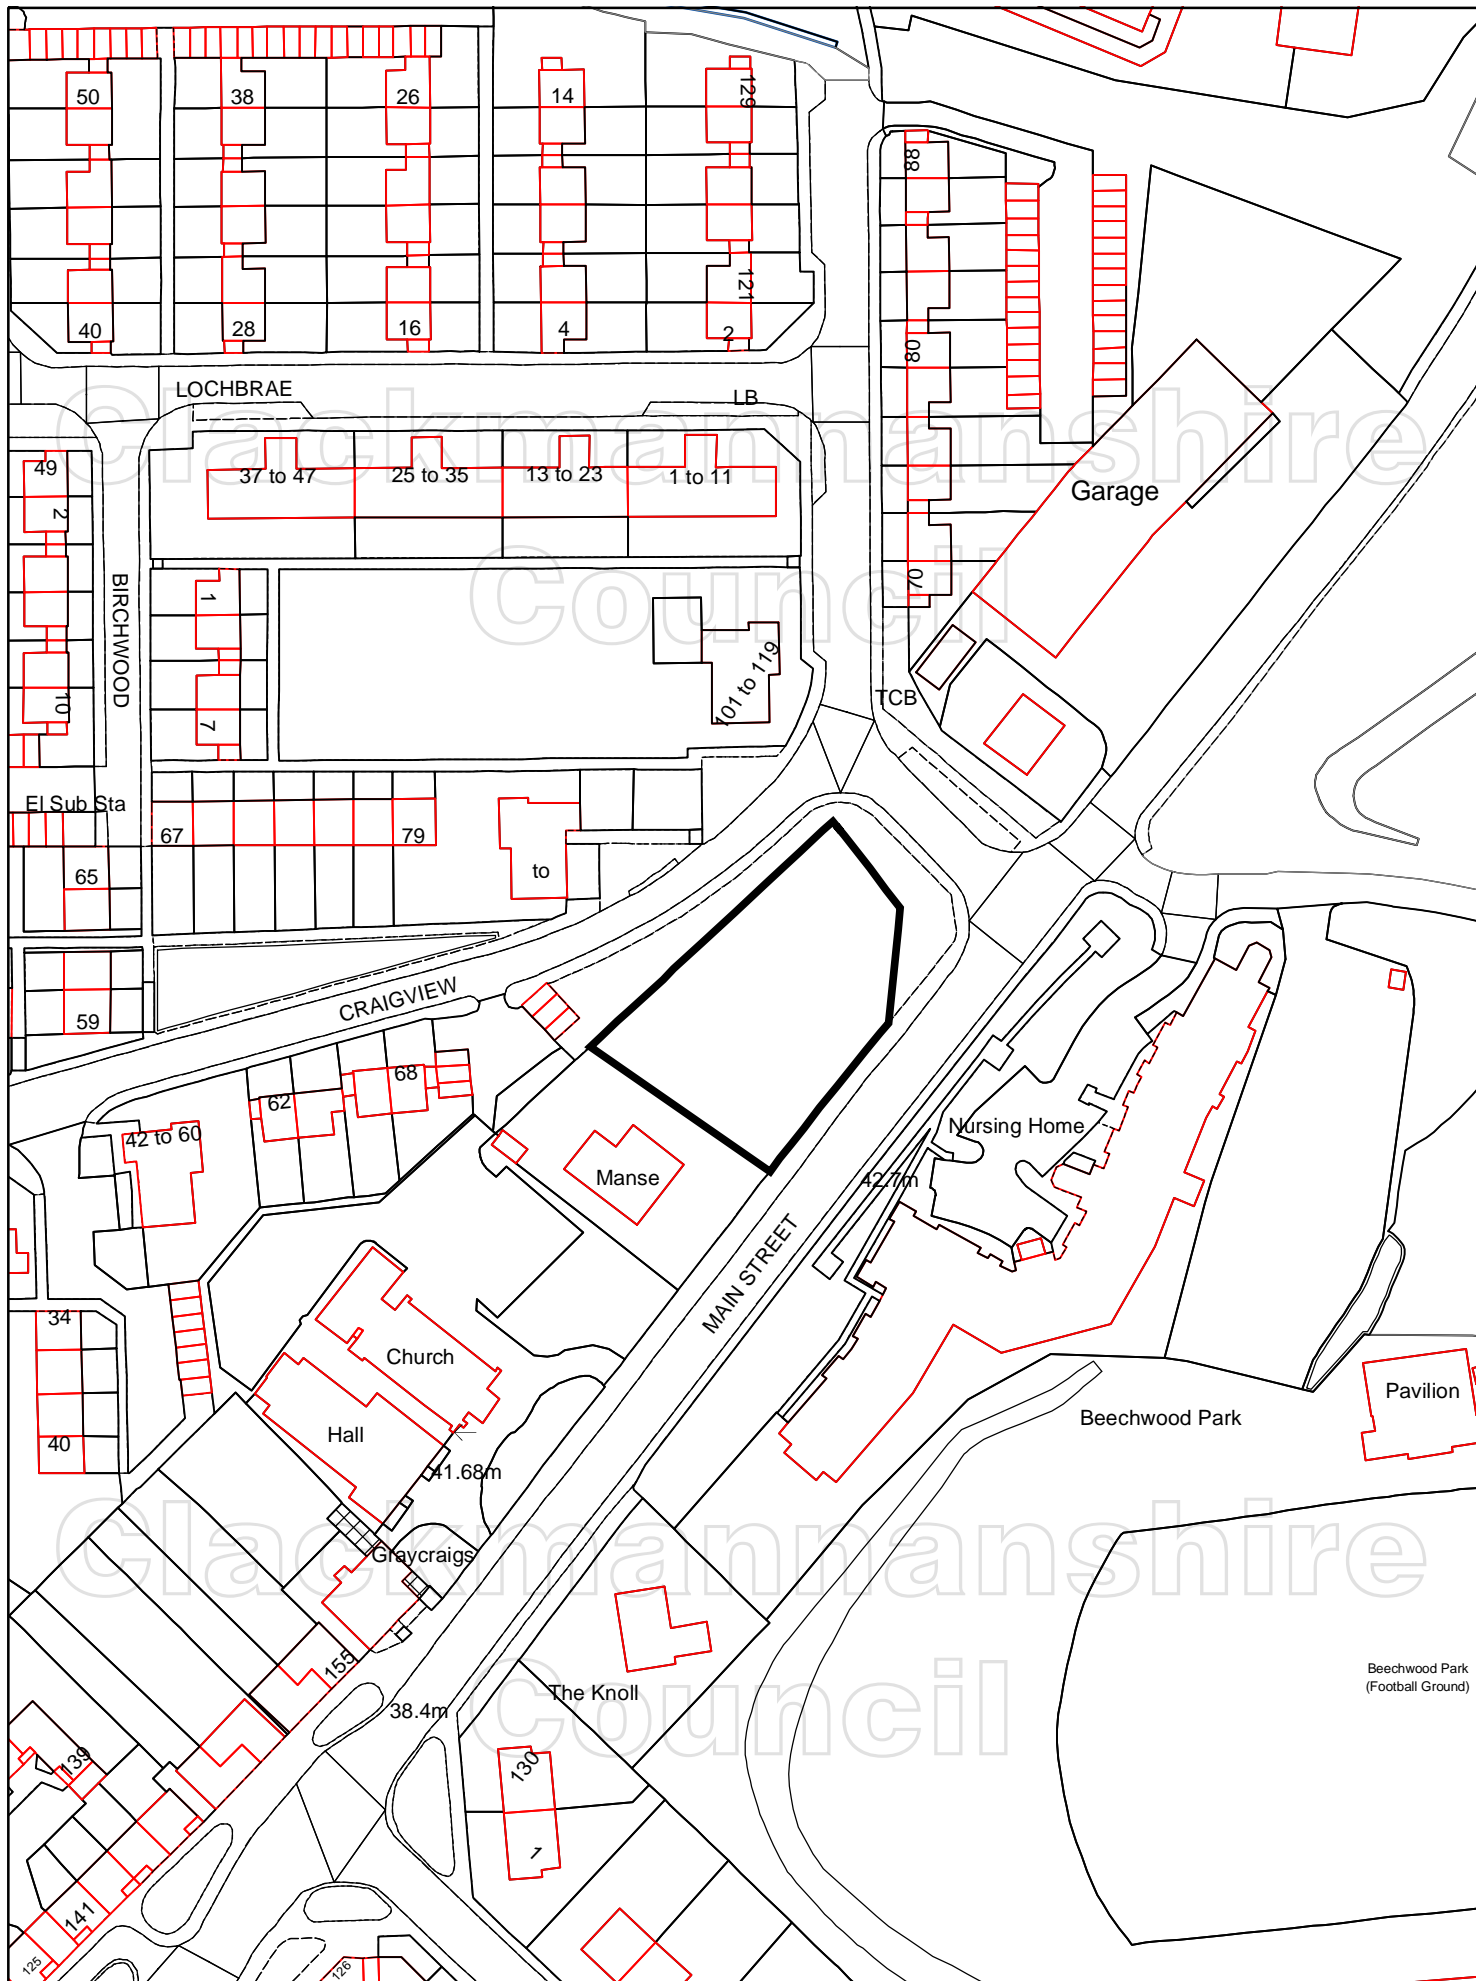 50
38
26
14
129
88
40
28
16
4
2
121
80
LOCHBRAE
LB
Clackmannanshire
Council
49
2
37 to 47
25 to 35
13 to 23
1 to 11
Garage
BIRCHWOOD
1
70
10
7
101 to 119
TCB
El Sub Sta
67
79
65
to
59
CRAIGVIEW
62
68
42 to 60
Nursing Home
Manse
42.7m
MAIN STREET
34
40
Church
Hall
41.68m
Pavilion
Beechwood Park
Clackmannanshire
Council
Graycraigs
155
The Knoll
38.4m
Beechwood Park
(Football Ground)
139
130
1
141
125
126